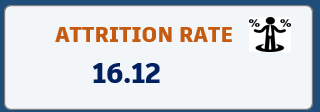 ATTRITION RATE
% %
16.12